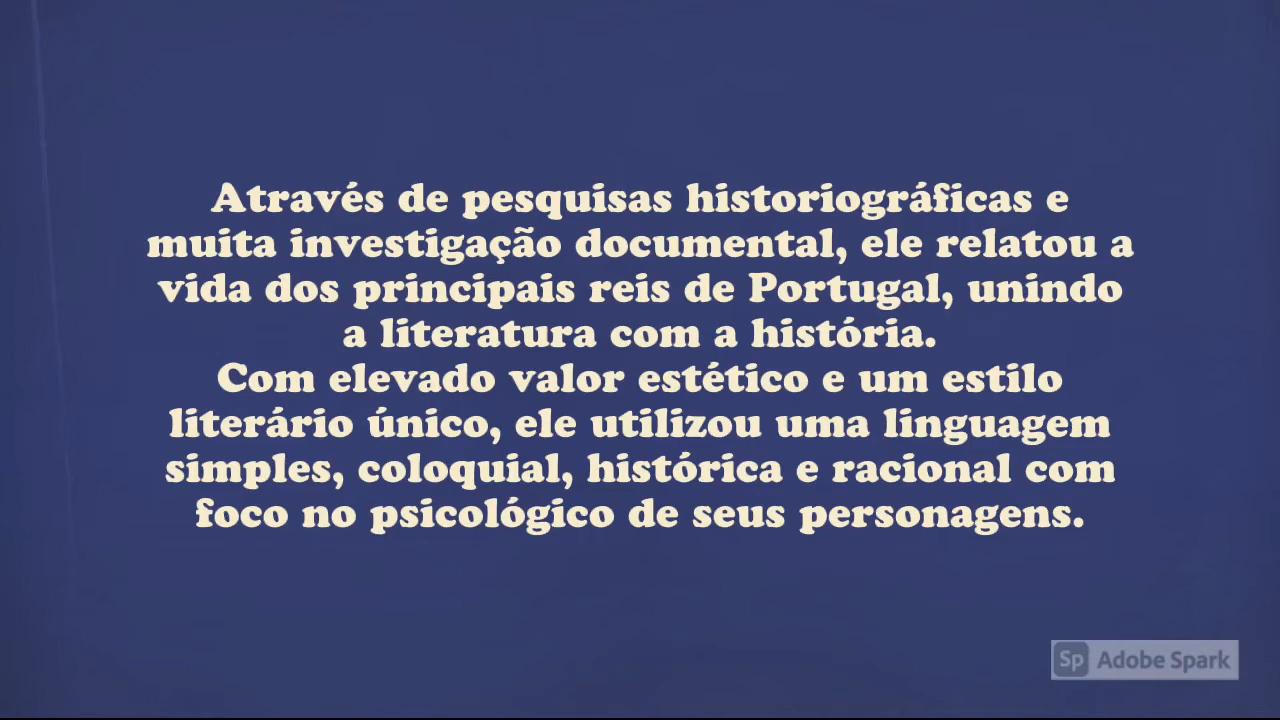 Através de pesquisas historiográficas e
muita investigação documental, ele relatou a
vida dos principais reis de Portugal, unindo
a literatura com a história.
Com elevado valor estético e um estilo
literário único, ele utilizou uma linguagem
simples, coloquial, histórica e racional com
foco no psicológico de seus personagens.
Sp Adobe Spark